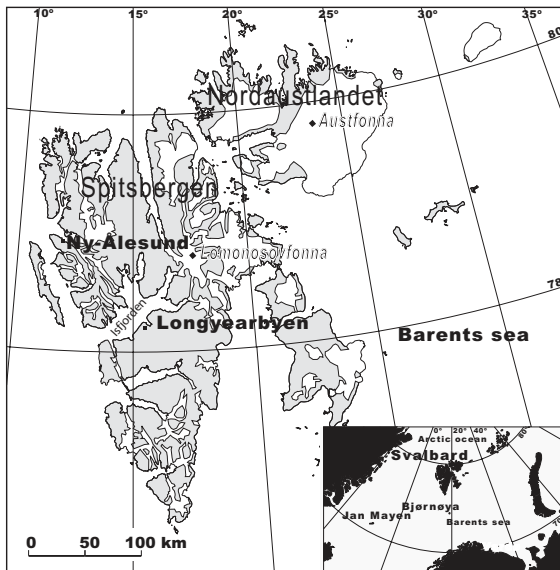 10°
15°
20°
25°
30°
35°
80
Nordaustlandet
Austfonna
Spitsbergen
Ny-Alesund
Lomonosovfonna
78
Isfjorden
Longyearbyen
Barents sea
0° 20° 40°
Arctic ocean
Svalbard
Bjørnøya
Jan Mayen
Barents sea
0 50 100 km